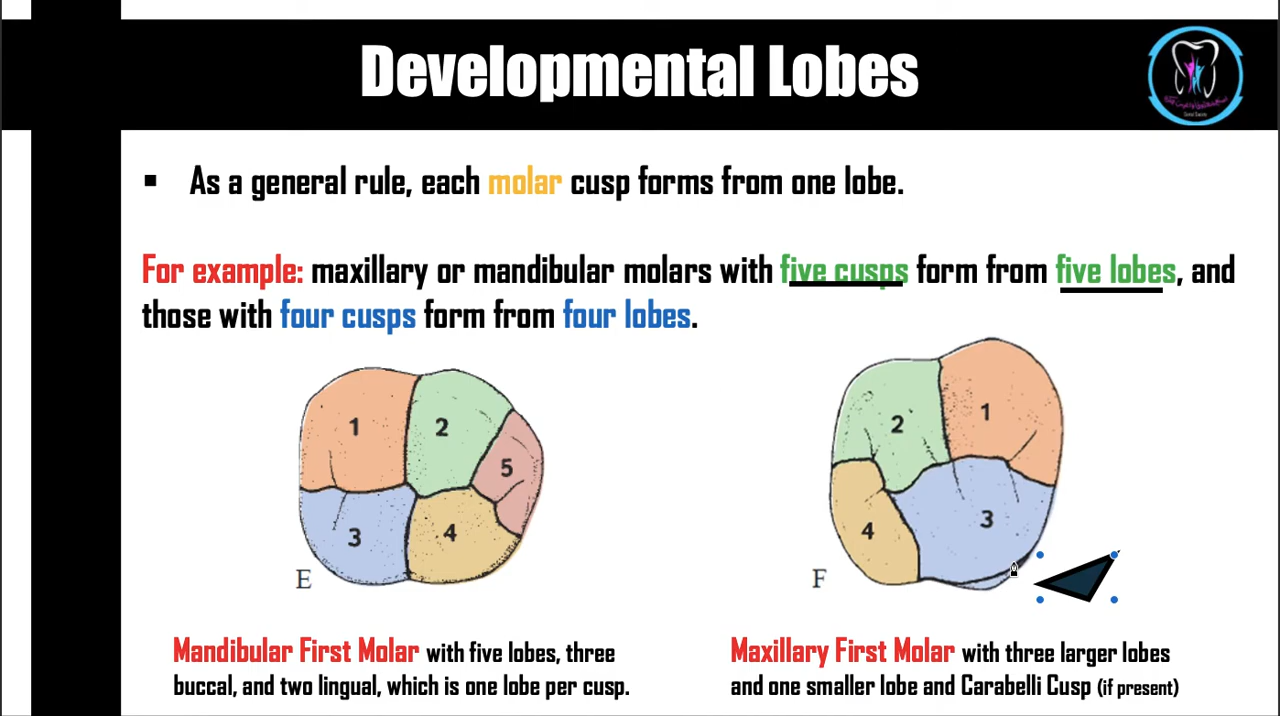 Developmental Lobes
▪ As a general rule, each molar cusp forms from one lobe.
For example: maxillary or mandibular molars with five cusps form from five lobes, and
those with four cusps form from four lobes.
1
2
5
3
4
E
2
1
4
3
F
Mandibular First Molar with five lobes, three
buccal, and two lingual, which is one lobe per cusp.
Maxillary First Molar with three larger lobes
and one smaller lobe and Carabelli Cusp (if present)